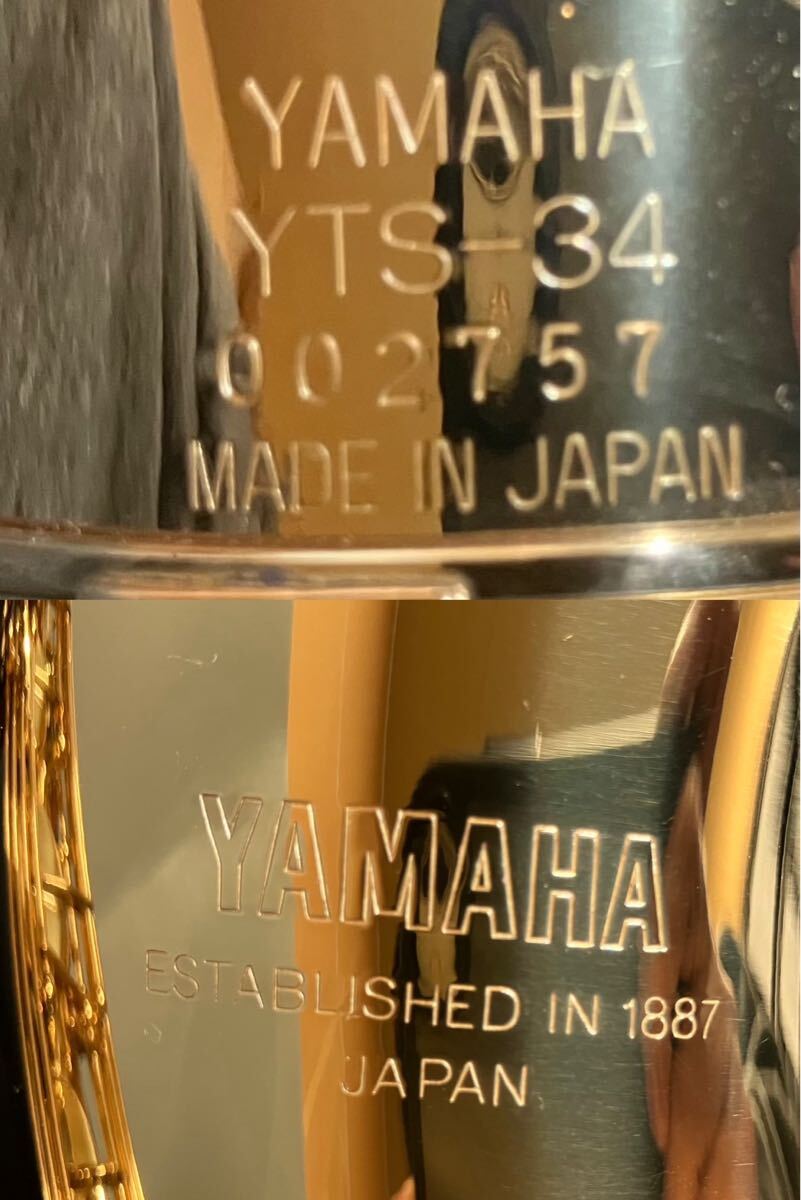 YAMAHA
YTS-34
002757
MADE IN JAPAN
YAMAHA
ESTABLISHED IN 1887
JAPAN